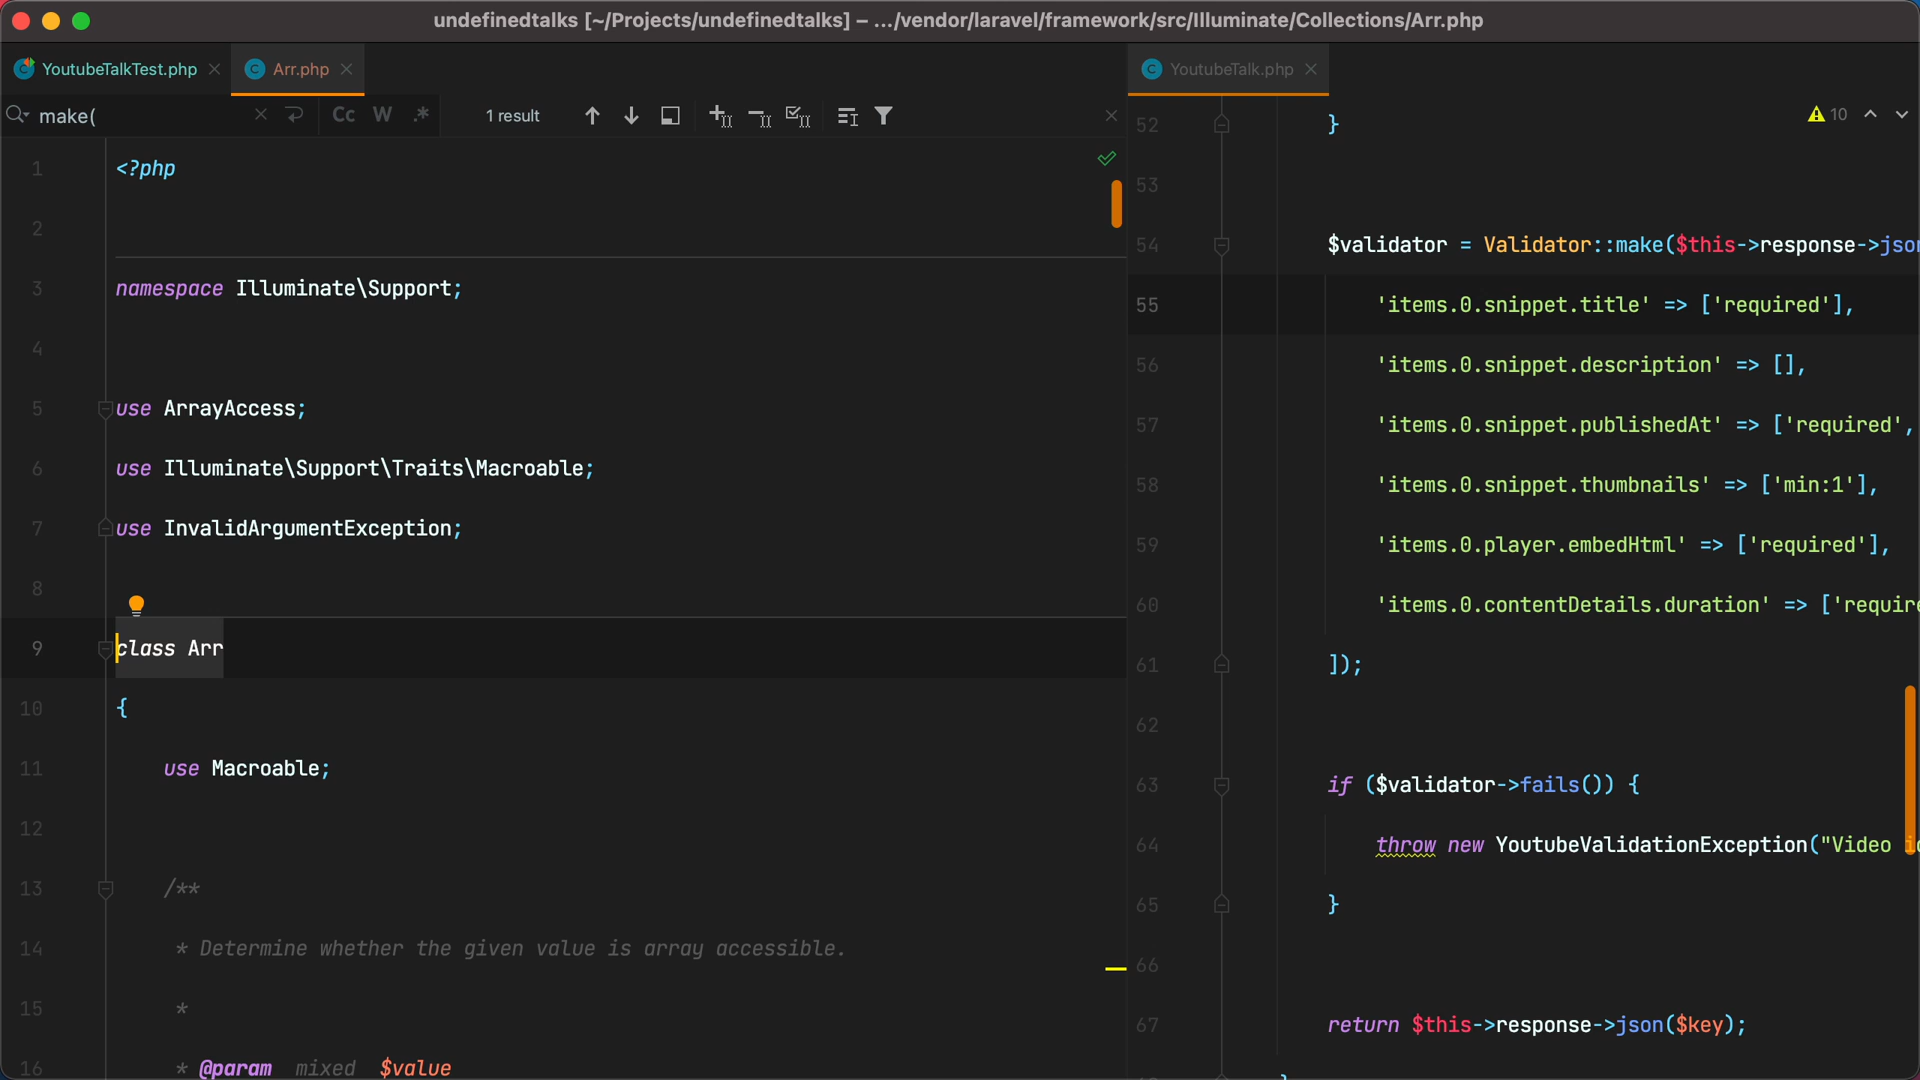 undefinedtalks [~/Projects/undefinedtalks] – .../vendor/laravel/framework/src/Illuminate/Collections/Arr.php
YoutubeTalkTest.php
Arr.php
make(
Cc W .*
1 result
1 <?php
2
3 namespace Illuminate\Support;
4
5 use ArrayAccess;
6 use Illuminate\Support\Traits\Macroable;
7 use InvalidArgumentException;
8
9 class Arr
10 {
11 use Macroable;
12
13 /**
14 * Determine whether the given value is array accessible.
15 *
16 * @param mixed $value
YoutubeTalk.php
10
52 }
53
54 $validator = Validator::make($this->response->json
55 'items.0.snippet.title' => ['required'],
56 'items.0.snippet.description' => [],
57 'items.0.snippet.publishedAt' => ['required',
58 'items.0.snippet.thumbnails' => ['min:1'],
59 'items.0.player.embedHtml' => ['required'],
60 'items.0.contentDetails.duration' => ['require
61 ]);
62
63 if ($validator->fails()) {
64 throw new YoutubeValidationException("Video
65 }
66
67 return $this->response->json($key);